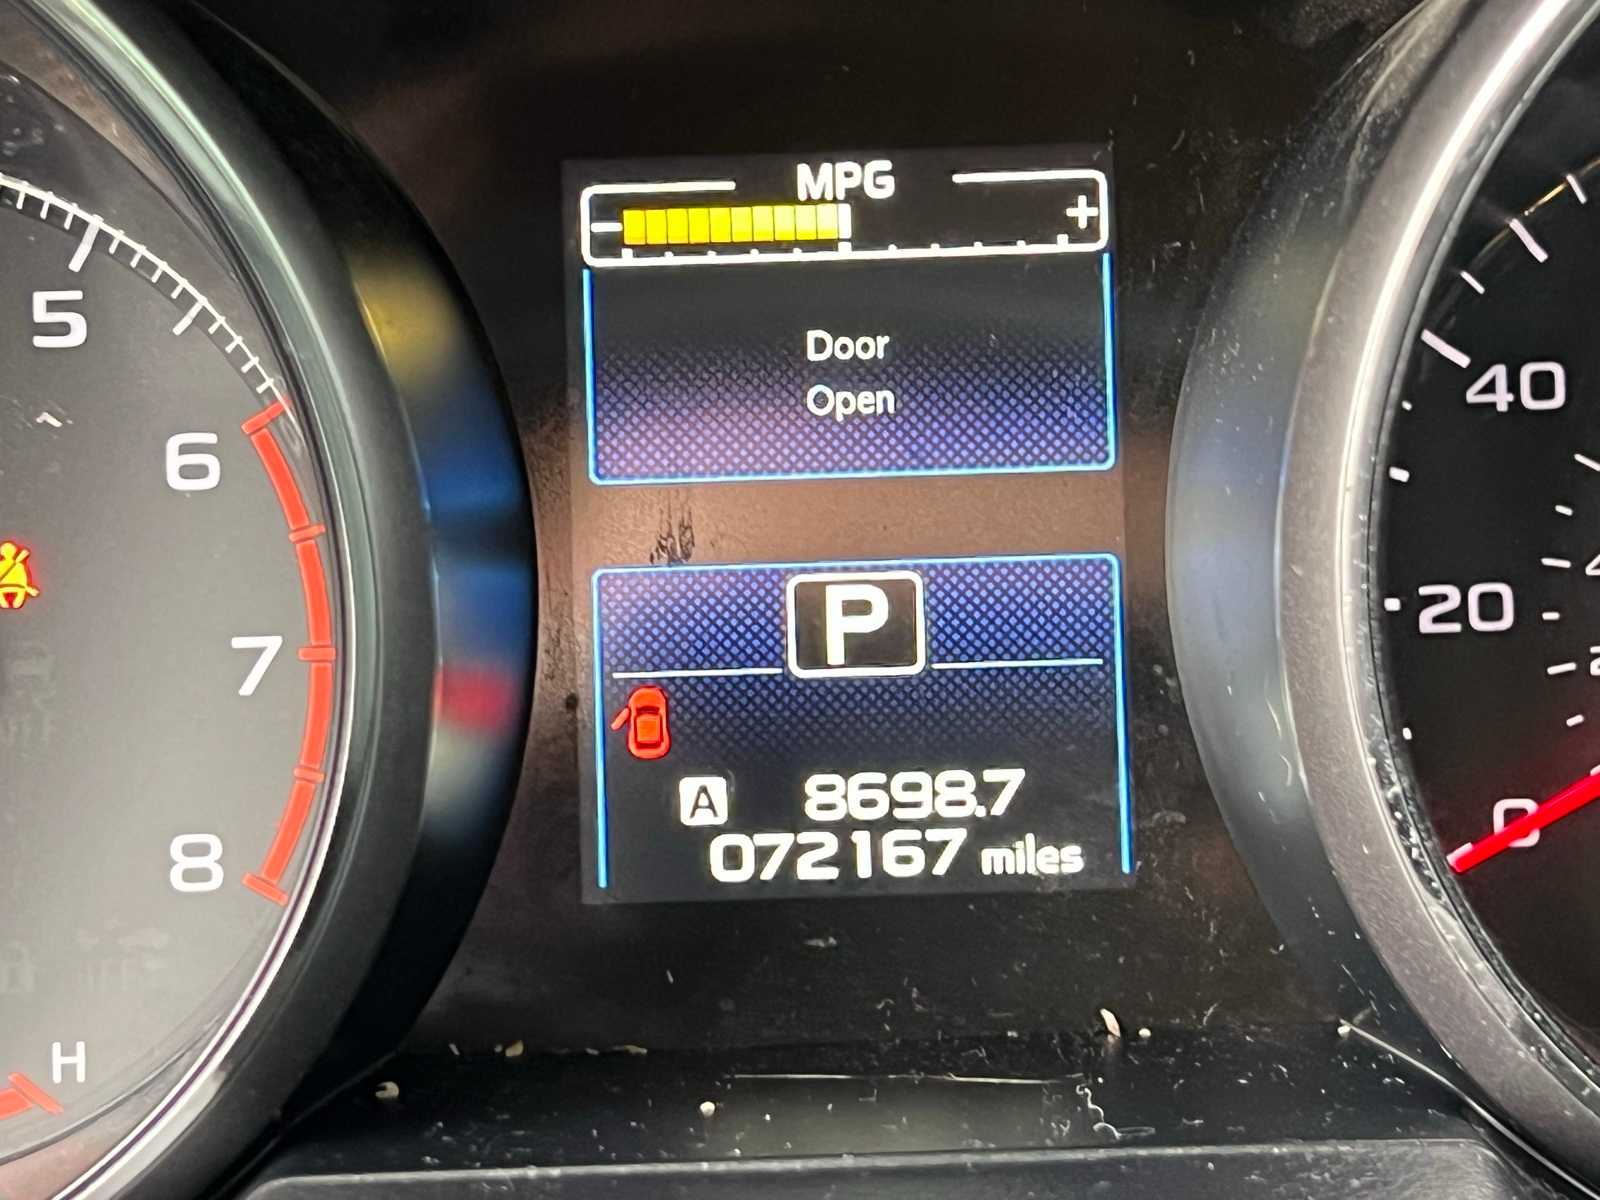 MPG
- +
Door
Open
5
6
7
8
H
P
A 8698.7
072167 miles
40
20
0